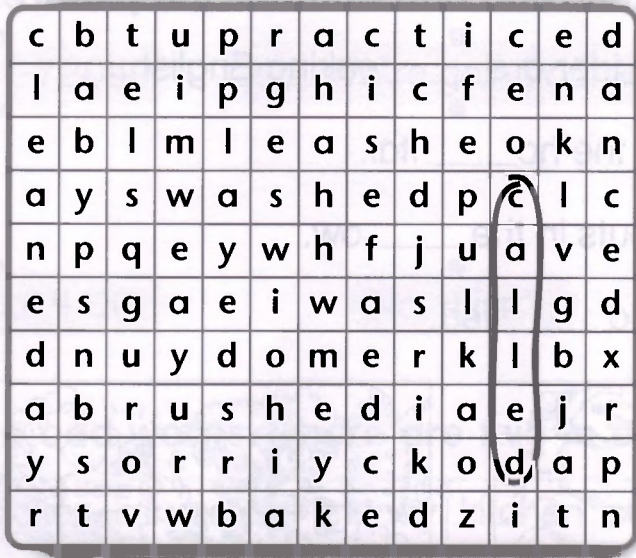 c b t u p r a c t i c e d
l a e i p g h i c f e n a
e b l m l e a s h e o k n
a y s w a s h e d p c l c
n p q e y w h f j u a v e
e s g a e i w a s l l g d
d n u y d o m e r k l b x
a b r u s h e d i a e j r
y s o r r i y c k o d a p
r t v w b a k e d z i t n